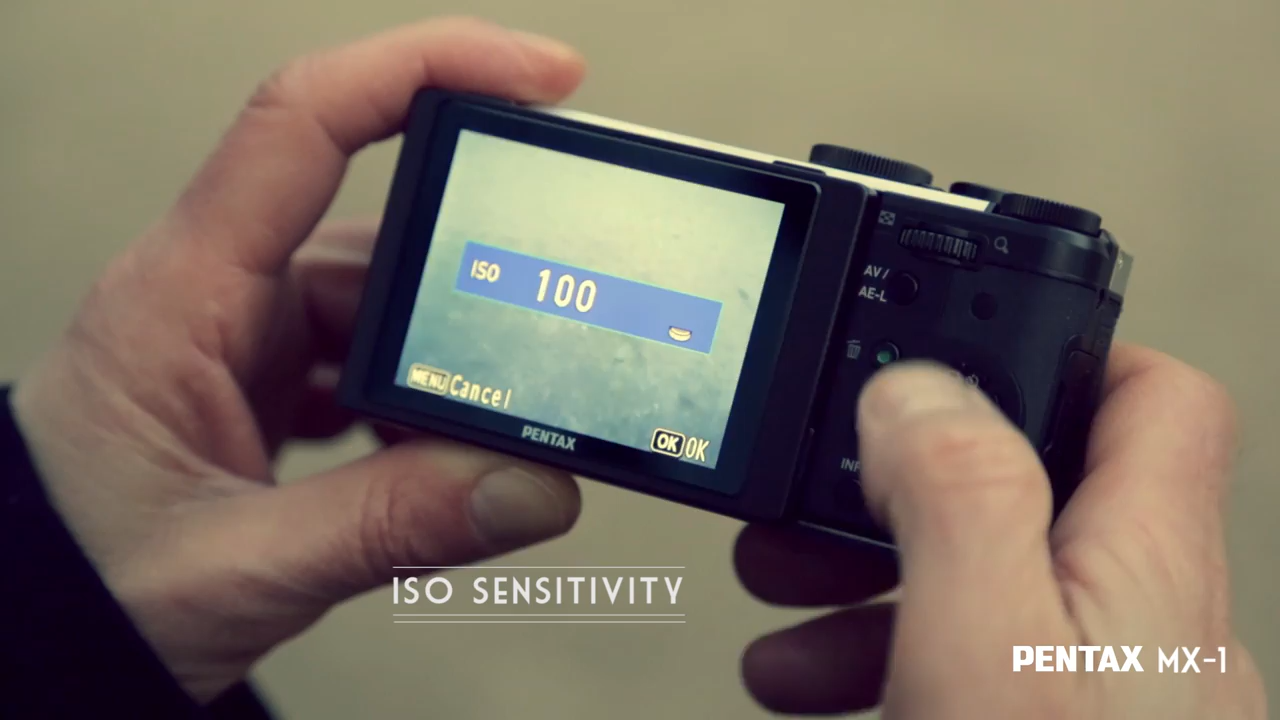 AV /
AE-L
ISO 100
MENU Cancel
OK OK
PENTAX
ISO SENSITIVITY
PENTAX MX-1